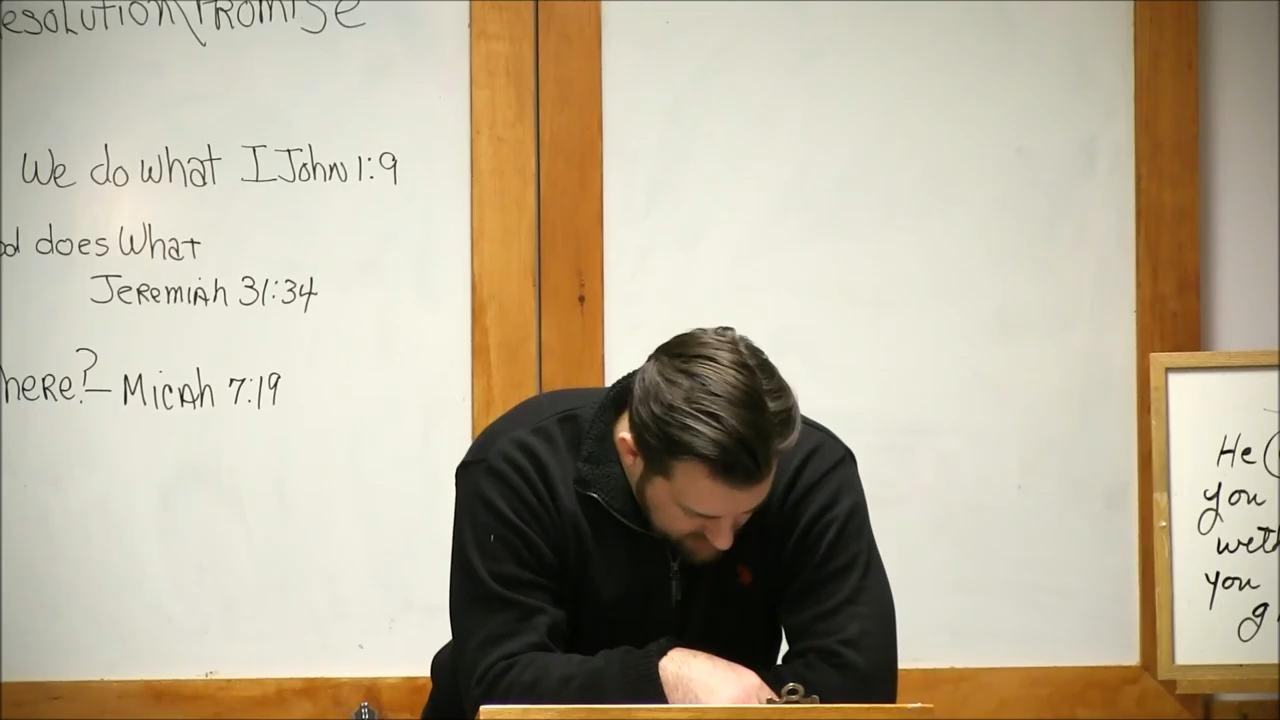 esolution\Promise
We do what I John 1:9
od does What
Jeremiah 31:34
here? - Micah 7:19
He
you
weth
you
g